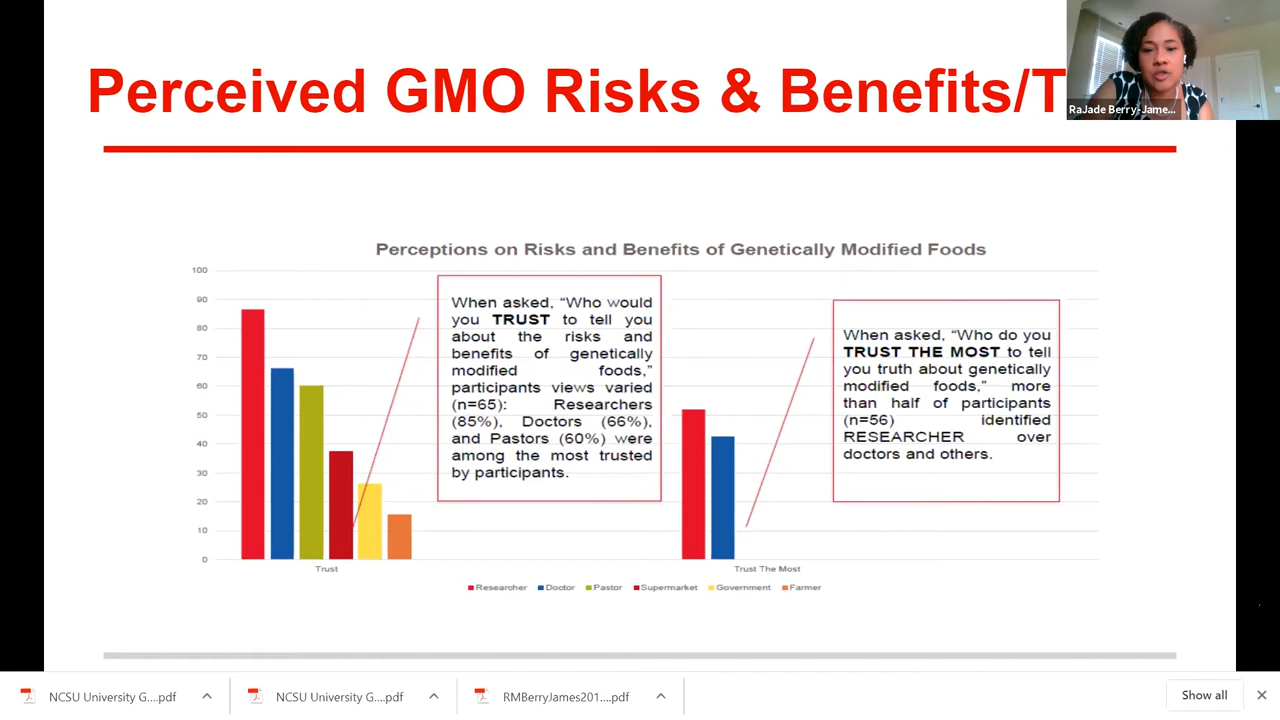 Perceived GMO Risks & Benefits/T
RaJade Berry-Jame...
Perceptions on Risks and Benefits of Genetically Modified Foods
100
90
80
70
60
50
40
30
20
10
0
When asked, “Who would
you TRUST to tell you
about the risks and
benefits of genetically
modified foods,”
participants views varied
(n=65): Researchers
(85%), Doctors (66%),
and Pastors (60%) were
among the most trusted
by participants.
When asked, “Who do you
TRUST THE MOST to tell
you truth about genetically
modified foods,” more
than half of participants
(n=56) identified
RESEARCHER over
doctors and others.
Trust
Trust The Most
Researcher Doctor Pastor Supermarket Government Farmer
NCSU University G....pdf
NCSU University G....pdf
RMBerryJames201....pdf
Show all